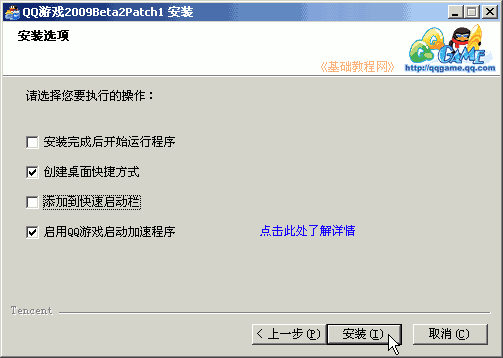 QQ游戏2009Beta2Patch1 安装
安装选项
《基础教程网》
GAME
http://qqgame.qq.com
请选择您要执行的操作：
安装完成后开始运行程序
创建桌面快捷方式
添加到快速启动栏
启用QQ游戏启动加速程序 点击此处了解详情
Tencent
< 上一步(P) 安装(I) 取消(C)